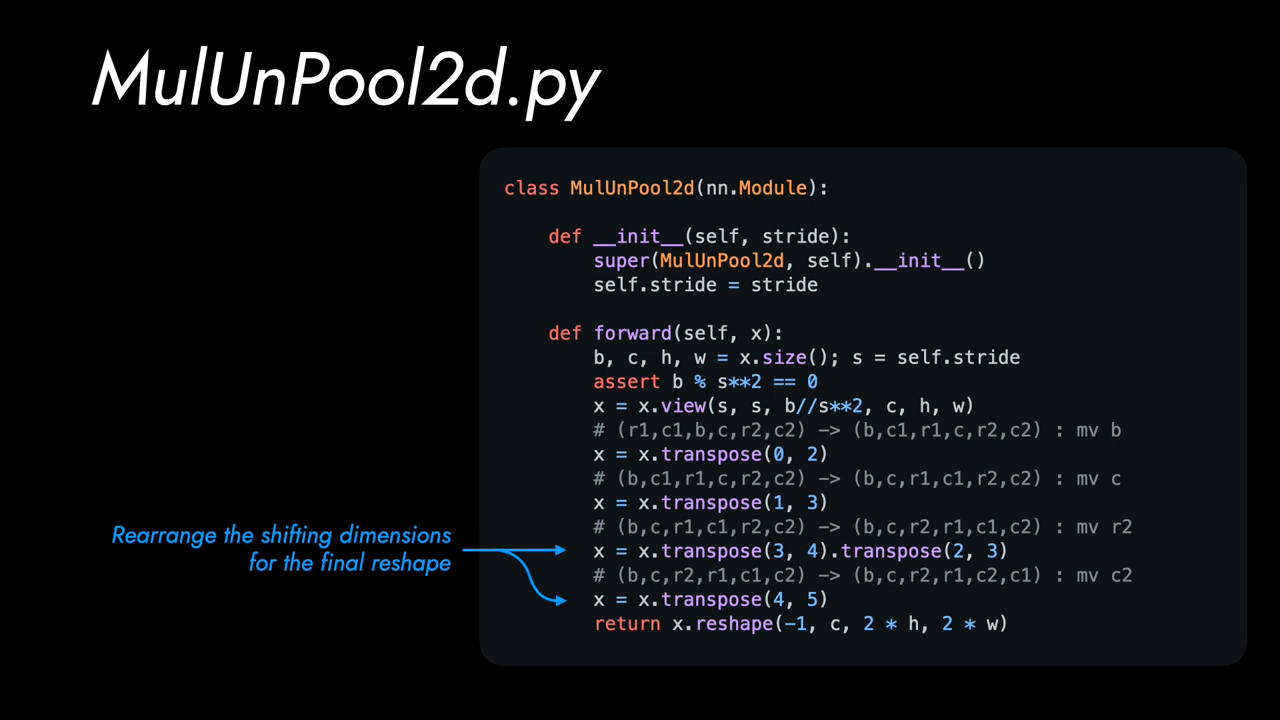 MulUnPool2d.py
class MulUnPool2d(nn.Module):
def __init__(self, stride):
super(MulUnPool2d, self).__init__()
self.stride = stride
def forward(self, x):
b, c, h, w = x.size(); s = self.stride
assert b % s**2 == 0
x = x.view(s, s, b//s**2, c, h, w)
# (r1,c1,b,c,r2,c2) -> (b,c1,r1,c,r2,c2) : mv b
x = x.transpose(0, 2)
# (b,c1,r1,c,r2,c2) -> (b,c,r1,c1,r2,c2) : mv c
x = x.transpose(1, 3)
# (b,c,r1,c1,r2,c2) -> (b,c,r2,r1,c1,c2) : mv r2
x = x.transpose(3, 4).transpose(2, 3)
# (b,c,r2,r1,c1,c2) -> (b,c,r2,r1,c2,c1) : mv c2
x = x.transpose(4, 5)
return x.reshape(-1, c, 2 * h, 2 * w)
Rearrange the shifting dimensions
for the final reshape